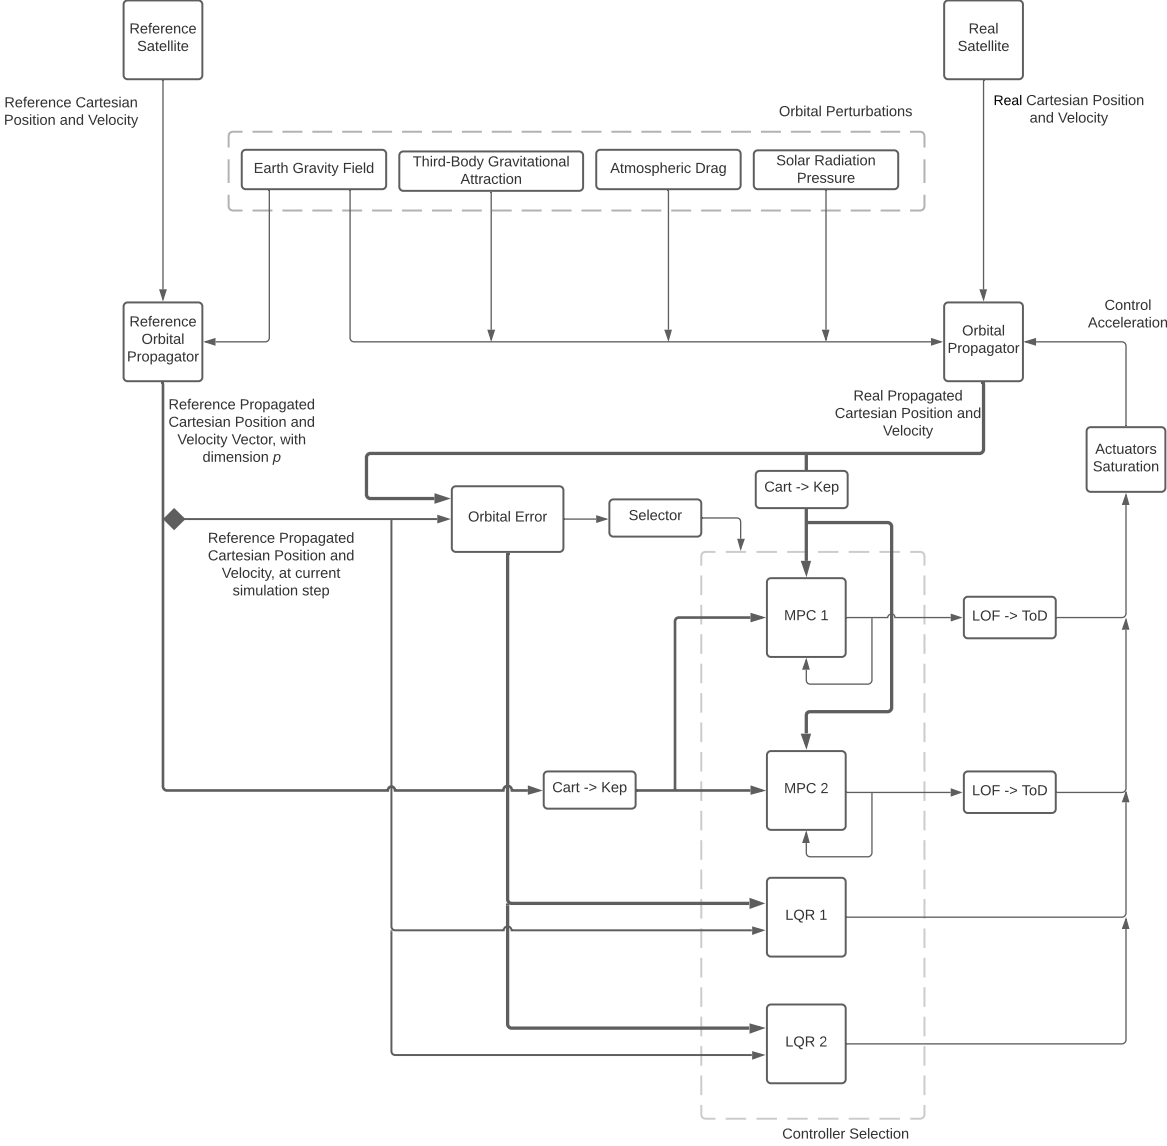 Reference
Satellite
Real
Satellite
Reference Cartesian
Position and Velocity
Real Cartesian Position
and Velocity
Orbital Perturbations
Earth Gravity Field
Third-Body Gravitational
Attraction
Atmospheric Drag
Solar Radiation
Pressure
Reference
Orbital
Propagator
Orbital
Propagator
Control
Acceleration
Reference Propagated
Cartesian Position and
Velocity Vector, with
dimension p
Real Propagated
Cartesian Position and
Velocity
Actuators
Saturation
Cart -> Kep
Orbital Error
Selector
Reference Propagated
Cartesian Position and
Velocity, at current
simulation step
MPC 1
LOF -> ToD
Cart -> Kep
MPC 2
LOF -> ToD
LQR 1
LQR 2
Controller Selection